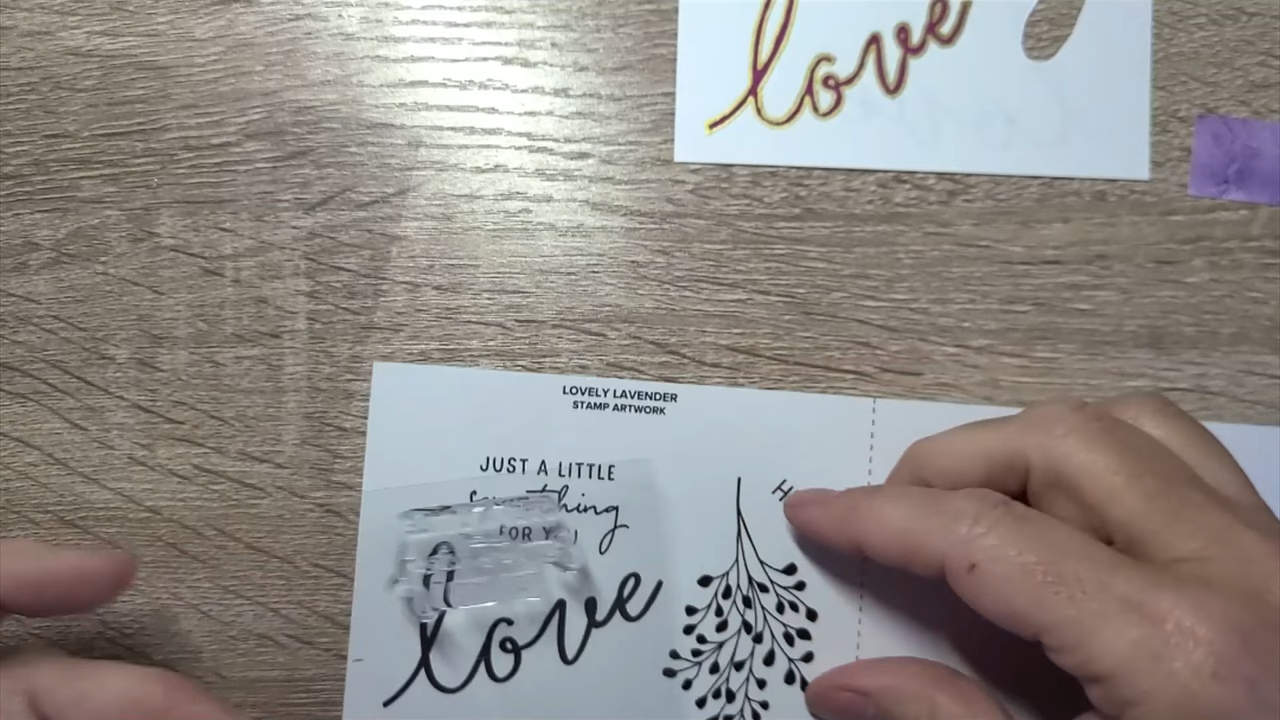 love
LOVELY LAVENDER
STAMP ARTWORK
JUST A LITTLE
something
FOR YOU
love
H